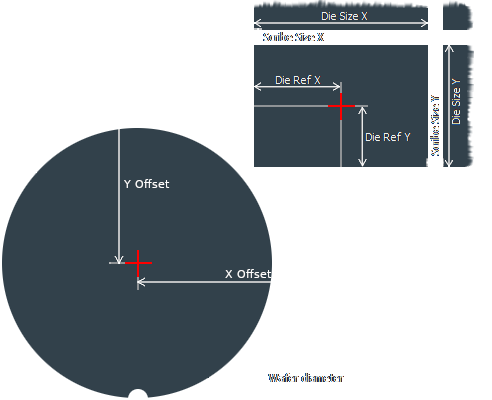 Die Size X
Scribe Size X
Die Ref X
Die Size Y
Scribe Size Y
Die Ref Y
Y Offset
X Offset
Wafer diameter